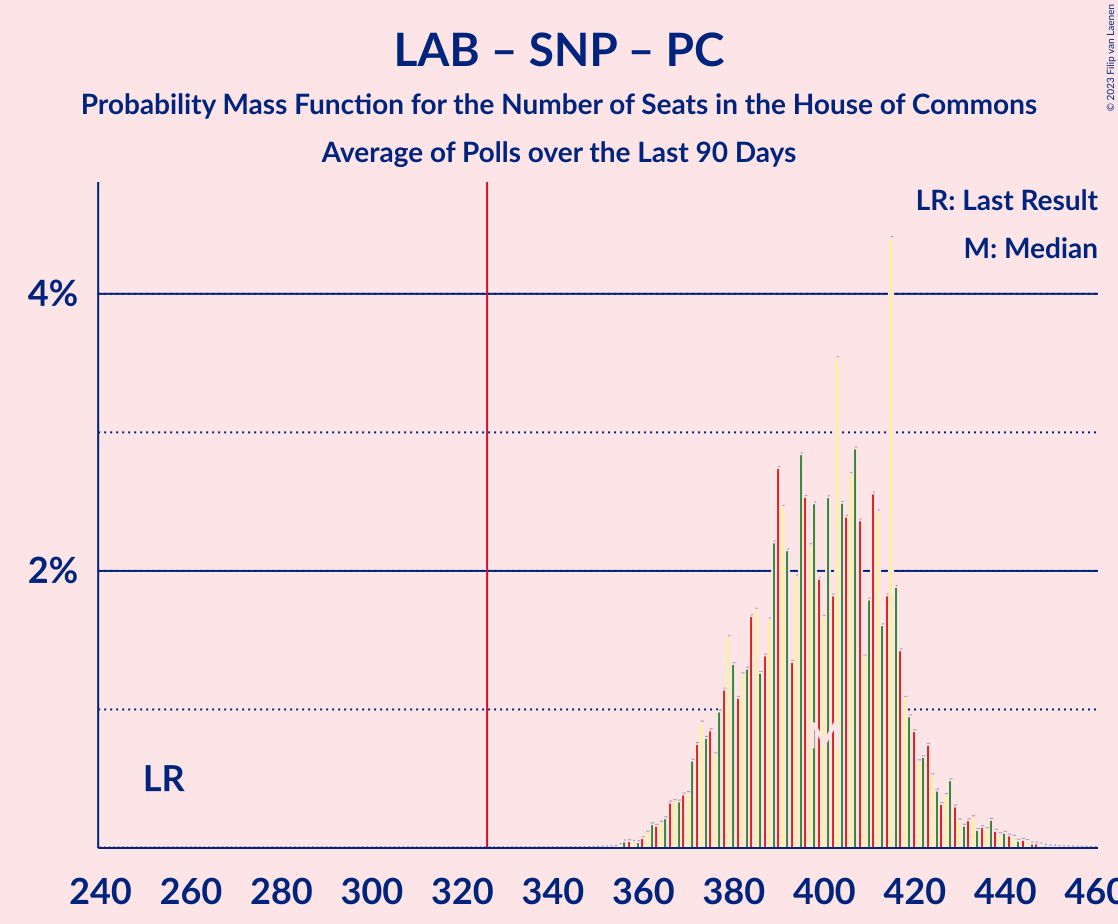 LAB – SNP – PC
Probability Mass Function for the Number of Seats in the House of Commons
Average of Polls over the Last 90 Days
© 2023 Filip van Laenen
LR: Last Result
M: Median
4%
2%
LR
M
240 260 280 300 320 340 360 380 400 420 440 460